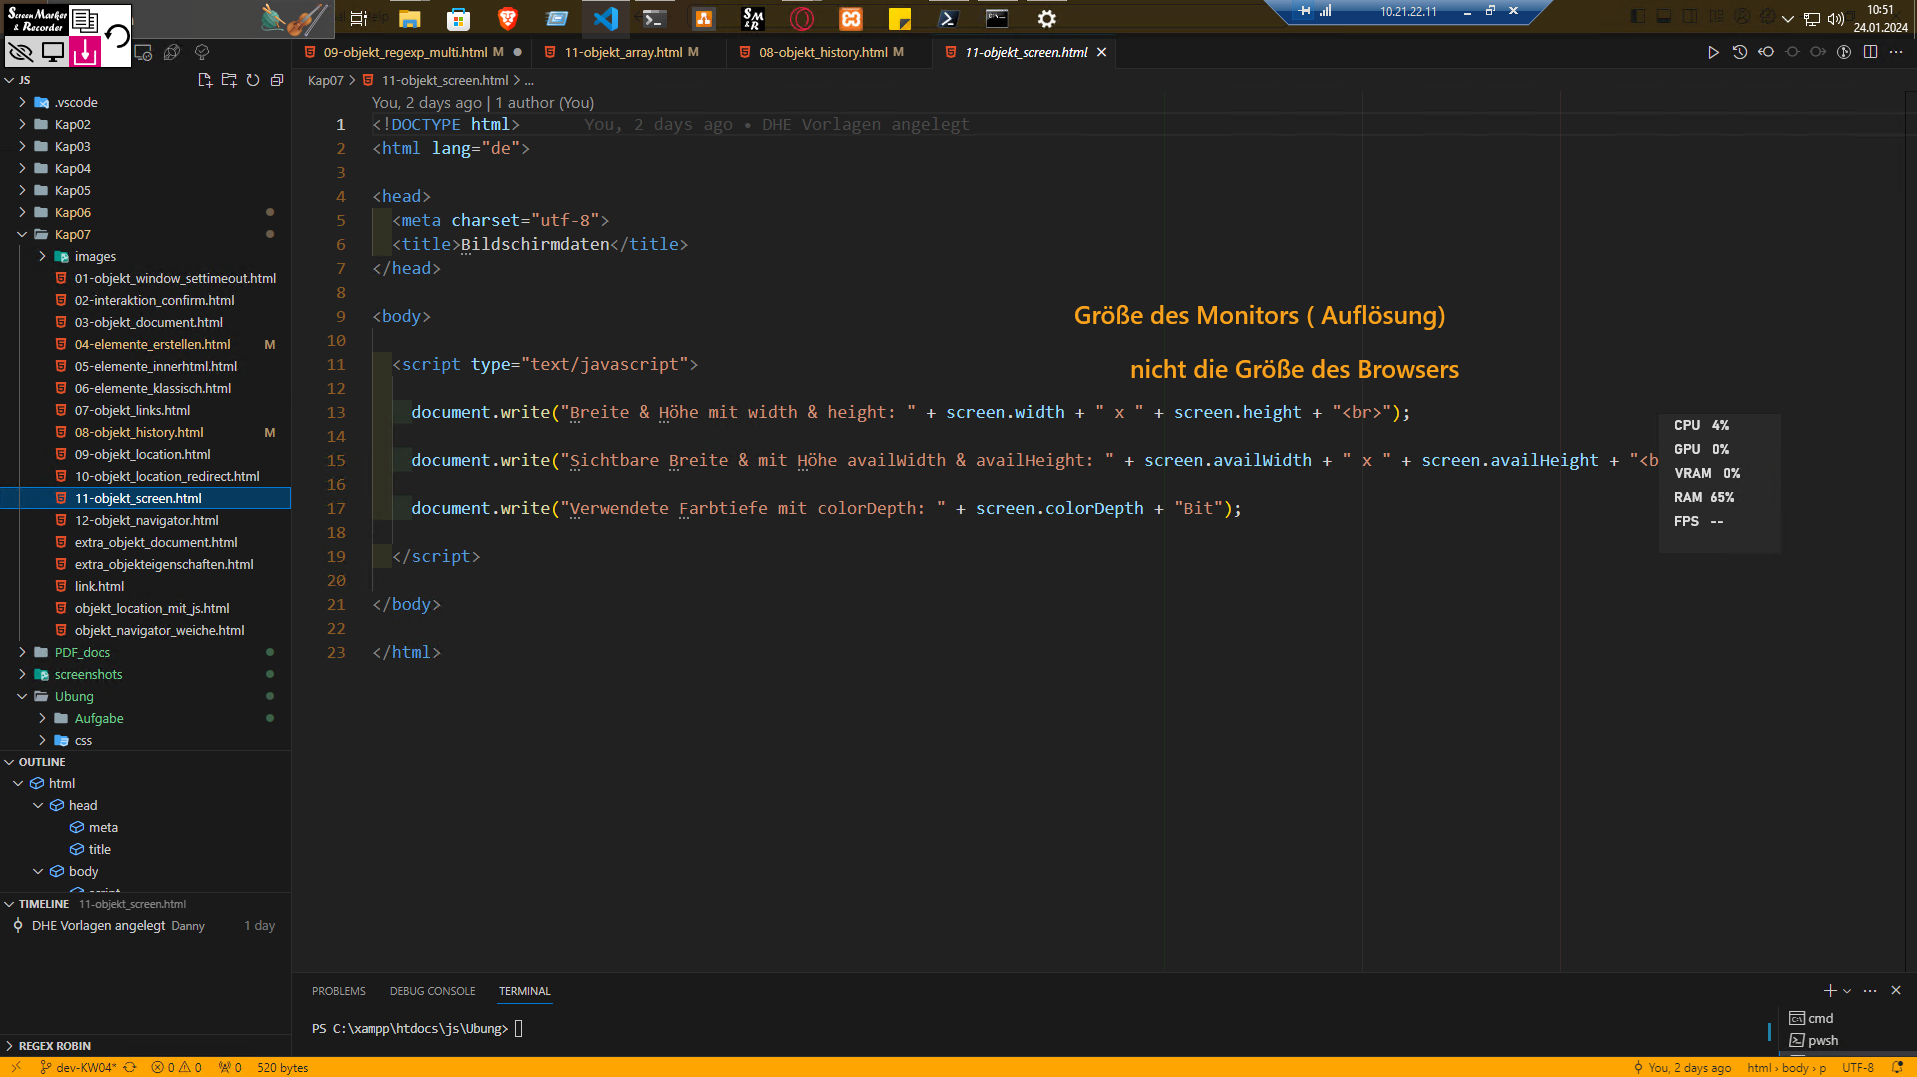 Screen Marker
& Recorder
10.21.22.11
10:51
24.01.2024
09-objekt_regexp_multi.html M
11-objekt_array.html M
08-objekt_history.html M
11-objekt_screen.html
JS
Kap07 > 11-objekt_screen.html > ...
.vscode
Kap02
Kap03
Kap04
Kap05
Kap06
Kap07
images
01-objekt_window_settimeout.html
02-interaktion_confirm.html
03-objekt_document.html
04-elemente_erstellen.html M
05-elemente_innerhtml.html
06-elemente_klassisch.html
07-objekt_links.html
08-objekt_history.html M
09-objekt_location.html
10-objekt_location_redirect.html
11-objekt_screen.html
12-objekt_navigator.html
extra_objekt_document.html
extra_objekteigenschaften.html
link.html
objekt_location_mit_js.html
objekt_navigator_weiche.html
PDF_docs
screenshots
Ubung
Aufgabe
css
OUTLINE
html
head
meta
title
body
script
TIMELINE 11-objekt_screen.html
DHE Vorlagen angelegt Danny 1 day
REGEX ROBIN
You, 2 days ago | 1 author (You)
1 <!DOCTYPE html> You, 2 days ago • DHE Vorlagen angelegt
2 <html lang="de">
3
4 <head>
5 <meta charset="utf-8">
6 <title>Bildschirmdaten</title>
7 </head>
8
9 <body>
10
11 <script type="text/javascript">
12
13 document.write("Breite & Höhe mit width & height: " + screen.width + " x " + screen.height + "<br>");
14
15 document.write("Sichtbare Breite & mit Höhe availWidth & availHeight: " + screen.availWidth + " x " + screen.availHeight + "<b
16
17 document.write("Verwendete Farbtiefe mit colorDepth: " + screen.colorDepth + "Bit");
18
19 </script>
20
21 </body>
22
23 </html>
Größe des Monitors ( Auflösung)
nicht die Größe des Browsers
CPU 4%
GPU 0%
VRAM 0%
RAM 65%
FPS --
PROBLEMS DEBUG CONSOLE TERMINAL
PS C:\xampp\htdocs\js\Ubung>
cmd
pwsh
dev-KW04* 0 0 0 520 bytes You, 2 days ago html › body › p UTF-8